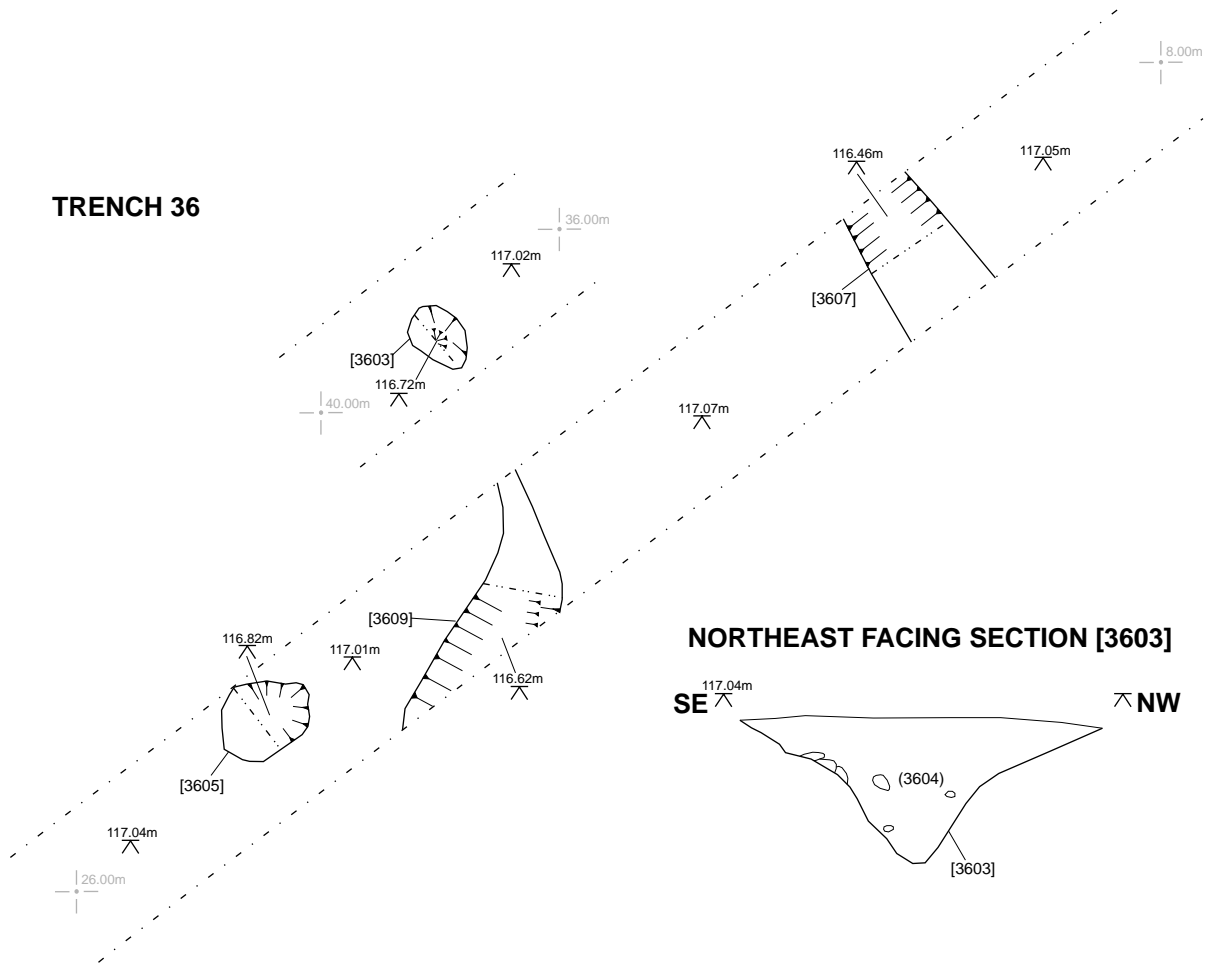 8.00m
116.46m
117.05m
TRENCH 36
36.00m
117.02m
[3607]
[3603]
116.72m
40.00m
117.07m
[3609]
116.82m
117.01m
116.62m
NORTHEAST FACING SECTION [3603]
SE 117.04m NW
[3605]
(3604)
117.04m
[3603]
26.00m